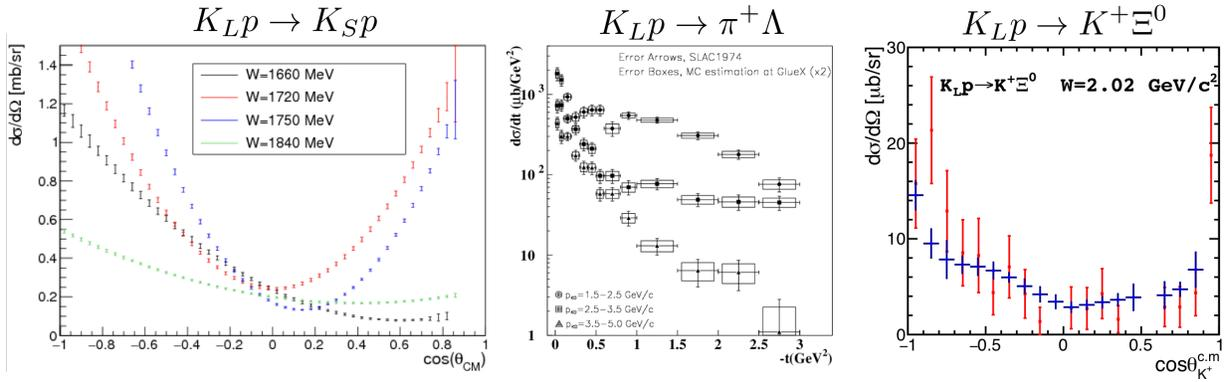 K_L p → K_S p
dσ/dΩ [mb/sr]
1.4
1.2
1.0
0.8
0.6
0.4
0.2
0
W=1660 MeV
W=1720 MeV
W=1750 MeV
W=1840 MeV
−1 −0.8 −0.6 −0.4 −0.2 0 0.2 0.4 0.6 0.8 1
cos(θ_CM)
K_L p → π⁺Λ
dσ/dt (μb/GeV²)
10³
10²
10
1
Error Arrows, SLAC1974
Error Boxes, MC estimation at GlueX (x2)
p_K0=1.5−2.5 GeV/c
p_K0=2.5−3.5 GeV/c
p_K0=3.5−5.0 GeV/c
0 0.5 1 1.5 2 2.5 3
-t(GeV²)
K_L p → K⁺Ξ⁰
dσ/dΩ [μb/sr]
30
20
10
0
K_L p→K⁺Ξ⁰ W=2.02 GeV/c²
−1 −0.5 0 0.5 1
cosθ_K⁺^c.m